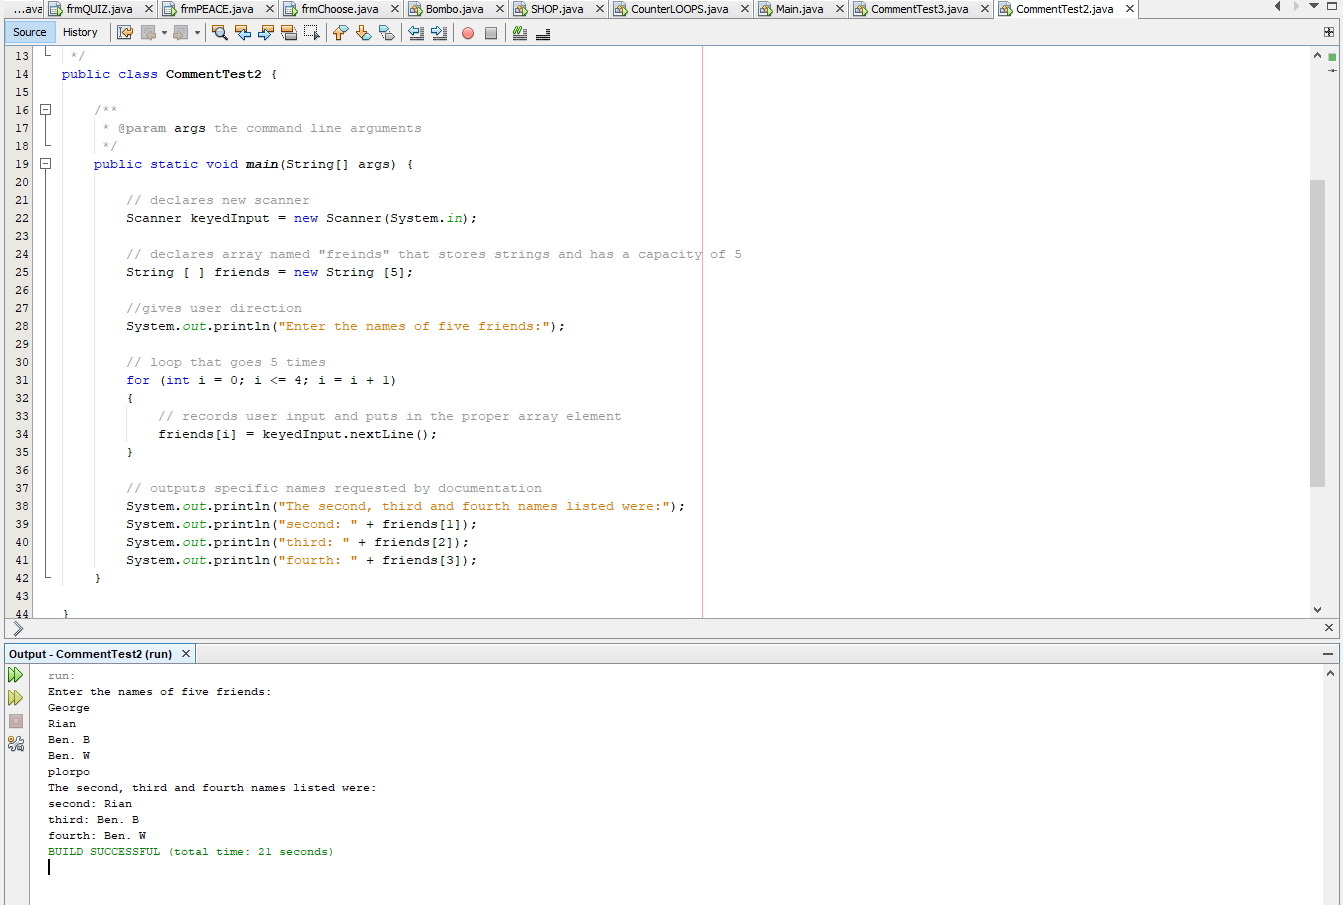 ...ava frmQUIZ.java frmPEACE.java frmChoose.java Bombo.java SHOP.java CounterLOOPS.java Main.java CommentTest3.java CommentTest2.java
Source History
13 */
14 public class CommentTest2 {
15
16 /**
17 * @param args the command line arguments
18 */
19 public static void main(String[] args) {
20
21 // declares new scanner
22 Scanner keyedInput = new Scanner(System.in);
23
24 // declares array named "freinds" that stores strings and has a capacity of 5
25 String [ ] friends = new String [5];
26
27 //gives user direction
28 System.out.println("Enter the names of five friends:");
29
30 // loop that goes 5 times
31 for (int i = 0; i <= 4; i = i + 1)
32 {
33 // records user input and puts in the proper array element
34 friends[i] = keyedInput.nextLine();
35 }
36
37 // outputs specific names requested by documentation
38 System.out.println("The second, third and fourth names listed were:");
39 System.out.println("second: " + friends[1]);
40 System.out.println("third: " + friends[2]);
41 System.out.println("fourth: " + friends[3]);
42 }
43
44 }
Output - CommentTest2 (run)
run:
Enter the names of five friends:
George
Rian
Ben. B
Ben. W
plorpo
The second, third and fourth names listed were:
second: Rian
third: Ben. B
fourth: Ben. W
BUILD SUCCESSFUL (total time: 21 seconds)